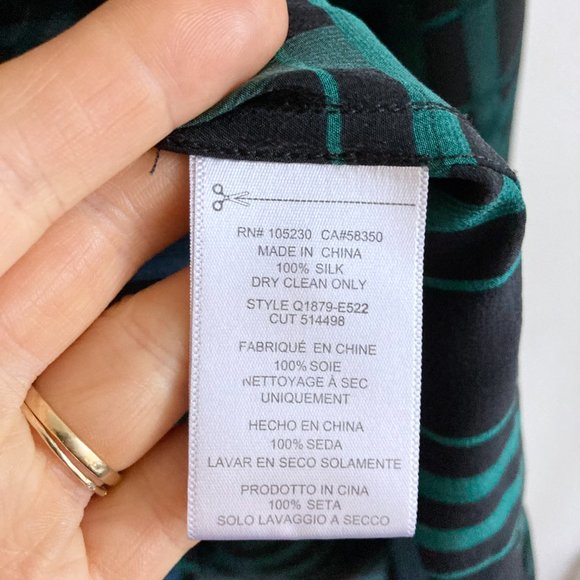 RN# 105230 CA#58350
MADE IN CHINA
100% SILK
DRY CLEAN ONLY
STYLE Q1879-E522
CUT 514498
FABRIQUÉ EN CHINE
100% SOIE
NETTOYAGE À SEC
UNIQUEMENT
HECHO EN CHINA
100% SEDA
LAVAR EN SECO SOLAMENTE
PRODOTTO IN CINA
100% SETA
SOLO LAVAGGIO A SECCO